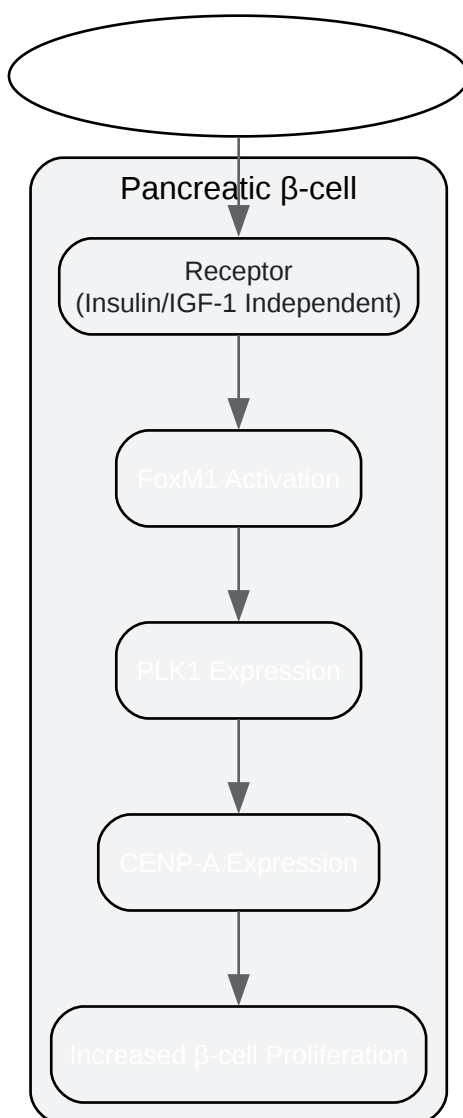 Pancreatic β-cell
Receptor
(Insulin/IGF-1 Independent)
FoxM1 Activation
PLK1 Expression
CENP-A Expression
Increased β-cell Proliferation